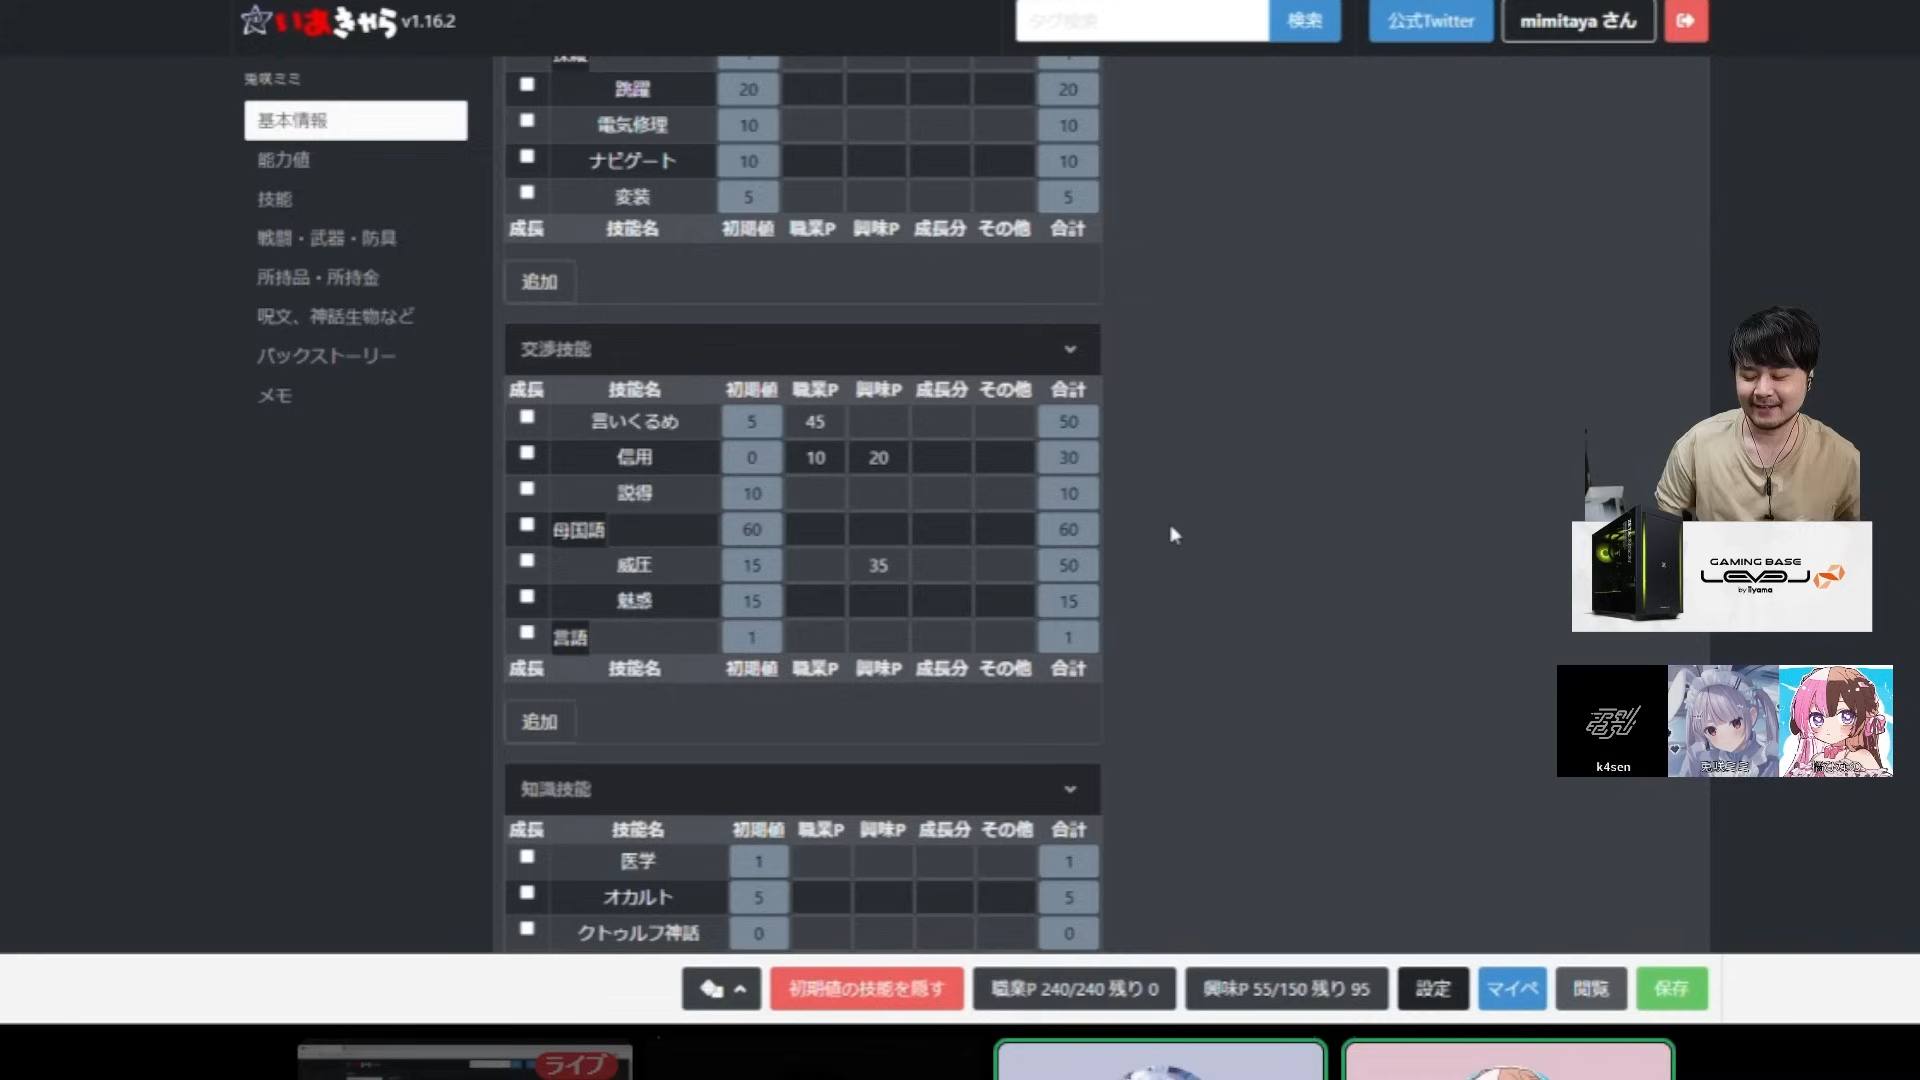 いあきゃら v1.16.2
タグ検索 検索 公式Twitter mimitaya さん
兎咲ミミ
基本情報
能力値
技能
戦闘・武器・防具
所持品・所持金
呪文、神話生物など
バックストーリー
メモ
跳躍 20 20
電気修理 10 10
ナビゲート 10 10
変装 5 5
成長 技能名 初期値 職業P 興味P 成長分 その他 合計
追加
交渉技能
成長 技能名 初期値 職業P 興味P 成長分 その他 合計
言いくるめ 5 45 50
信用 0 10 20 30
説得 10 10
母国語 60 60
威圧 15 35 50
魅惑 15 15
言語 1 1
成長 技能名 初期値 職業P 興味P 成長分 その他 合計
追加
知識技能
成長 技能名 初期値 職業P 興味P 成長分 その他 合計
医学 1 1
オカルト 5 5
クトゥルフ神話 0 0
初期値の技能を隠す 職業P 240/240 残り 0 興味P 55/150 残り 95 設定 マイペ 閲覧 保存
ライブ
GAMING BASE
LEVEL
by iiyama
k4sen